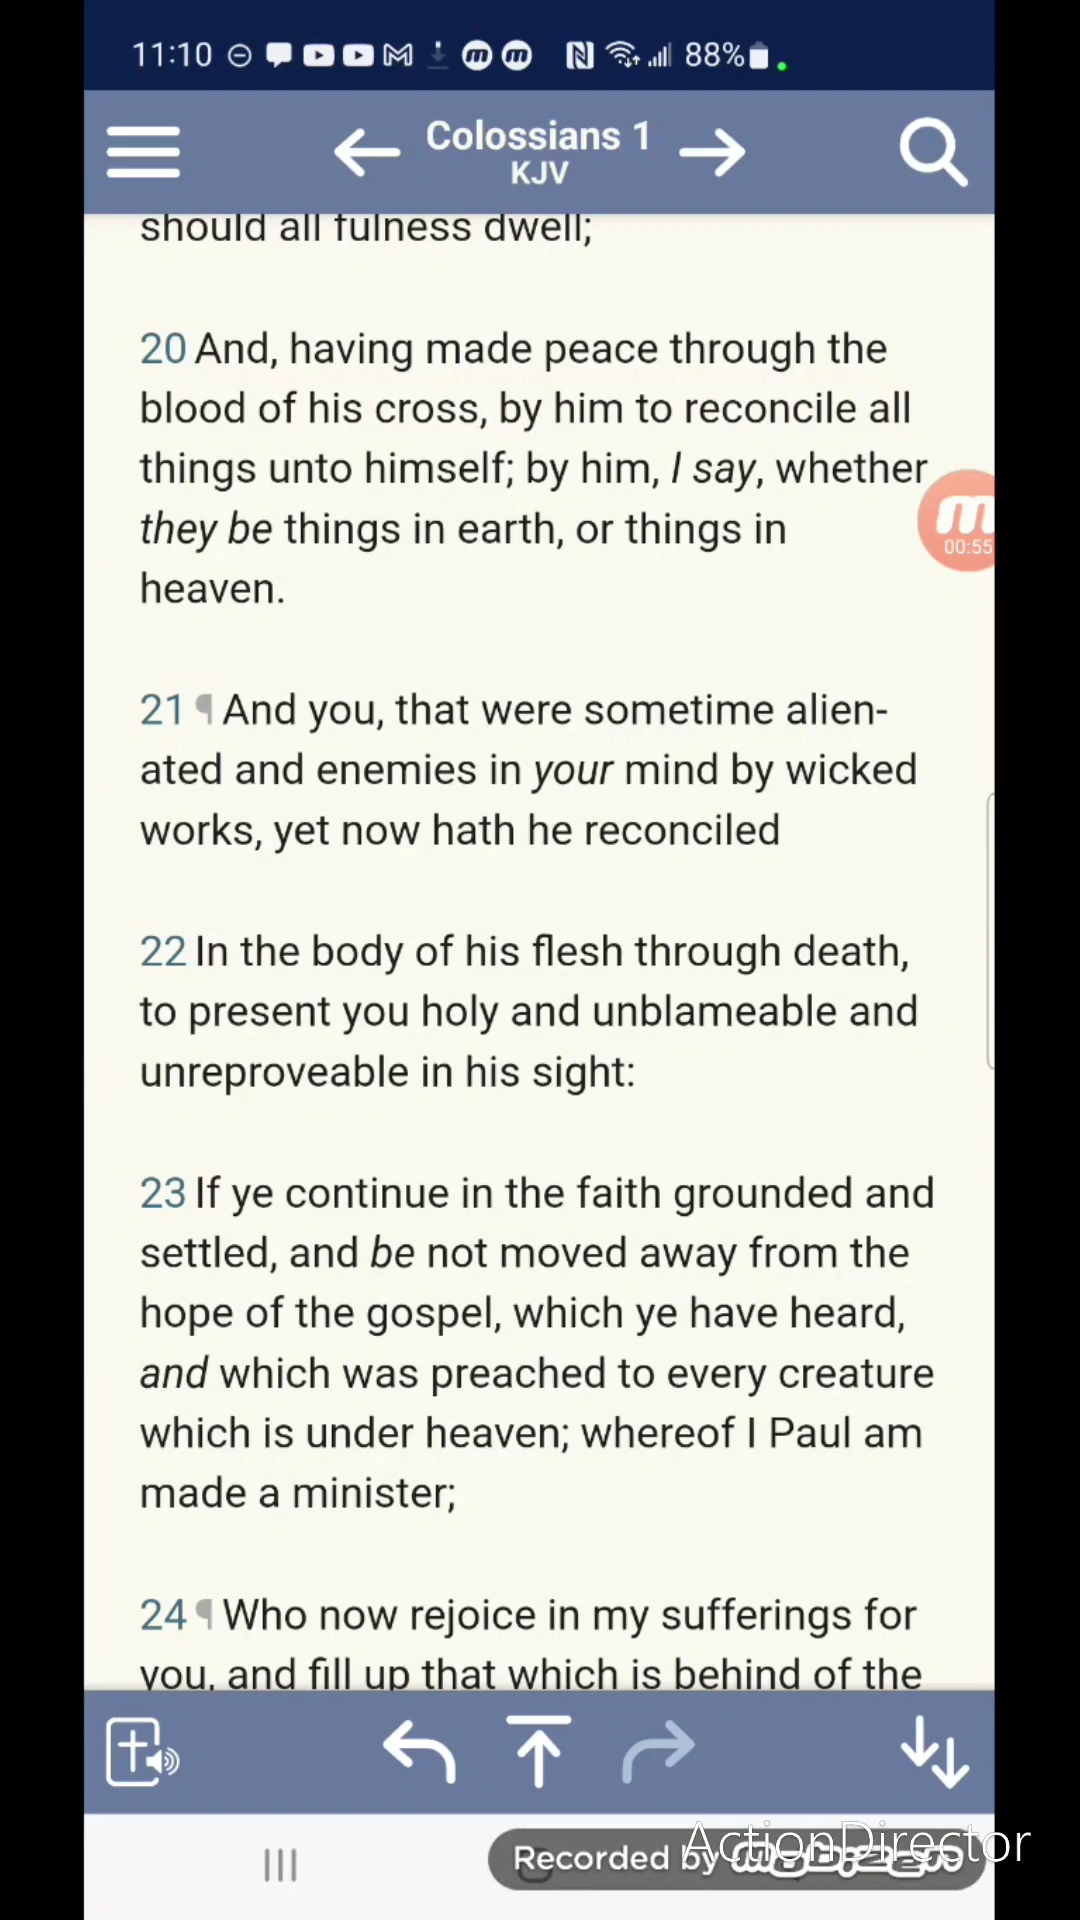 11:10 88%
Colossians 1
KJV
should all fulness dwell;
20 And, having made peace through the
blood of his cross, by him to reconcile all
things unto himself; by him, I say, whether
they be things in earth, or things in
heaven.
00:55
21 ¶ And you, that were sometime alien-
ated and enemies in your mind by wicked
works, yet now hath he reconciled
22 In the body of his flesh through death,
to present you holy and unblameable and
unreproveable in his sight:
23 If ye continue in the faith grounded and
settled, and be not moved away from the
hope of the gospel, which ye have heard,
and which was preached to every creature
which is under heaven; whereof I Paul am
made a minister;
24 ¶ Who now rejoice in my sufferings for
you, and fill up that which is behind of the
ActionDirector
Recorded by